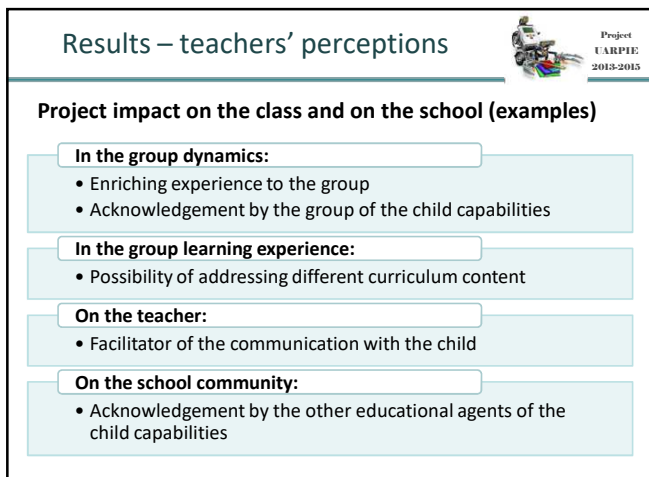 Results – teachers' perceptions
Project
UARPIE
2013-2015
Project impact on the class and on the school (examples)
In the group dynamics:
• Enriching experience to the group
• Acknowledgement by the group of the child capabilities
In the group learning experience:
• Possibility of addressing different curriculum content
On the teacher:
• Facilitator of the communication with the child
On the school community:
• Acknowledgement by the other educational agents of the
child capabilities